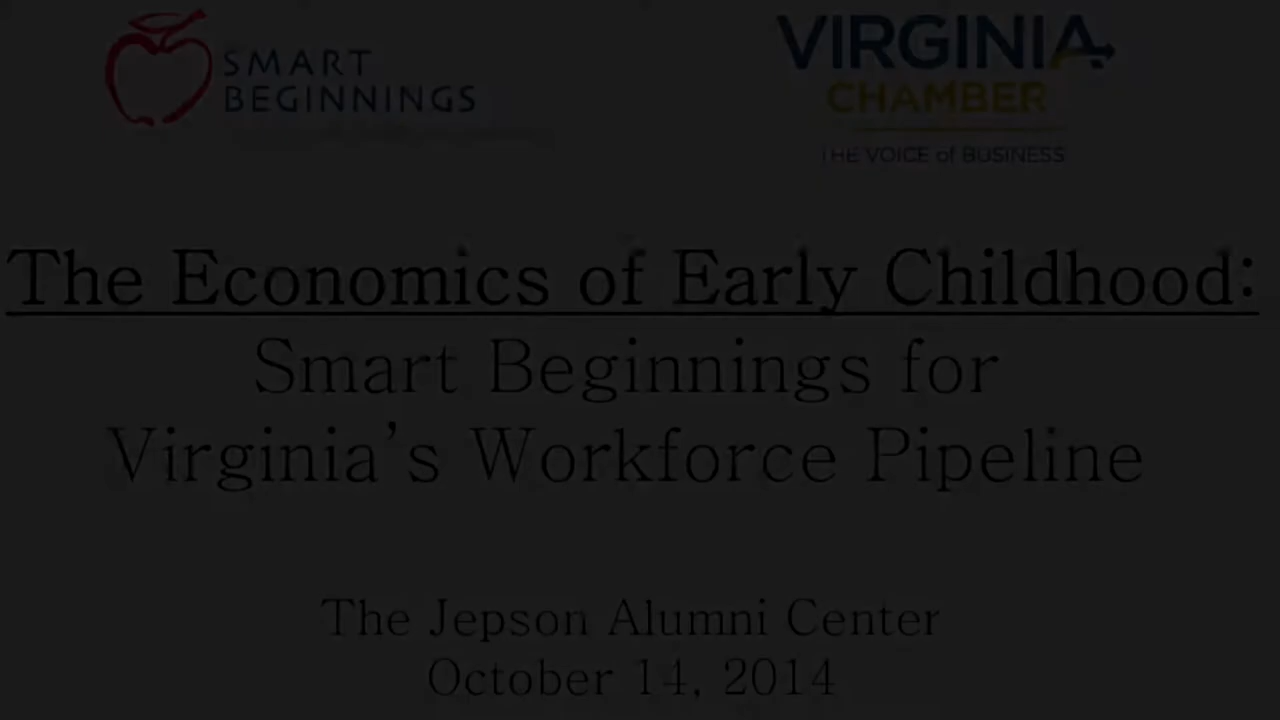 SMART
BEGINNINGS
VIRGINIA
CHAMBER
THE VOICE of BUSINESS
The Economics of Early Childhood:
Smart Beginnings for
Virginia's Workforce Pipeline
The Jepson Alumni Center
October 14, 2014